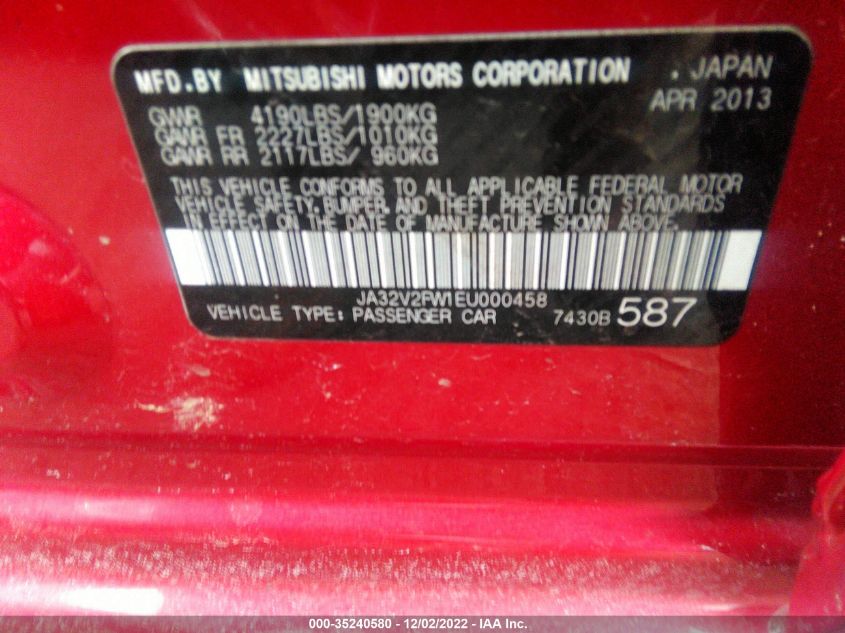 MFD.BY MITSUBISHI MOTORS CORPORATION . JAPAN
APR 2013
GWVR 4190LBS/1900KG
GAWR FR 2227LBS/1010KG
GAWR RR 2117LBS/ 960KG
THIS VEHICLE CONFORMS TO ALL APPLICABLE FEDERAL MOTOR
VEHICLE SAFETY,BUMPER,AND THEFT PREVENTION STANDARDS
IN EFFECT ON THE DATE OF MANUFACTURE SHOWN ABOVE.
JA32V2FW1EU000458
VEHICLE TYPE: PASSENGER CAR 7430B 587
000-35240580 - 12/02/2022 - IAA Inc.